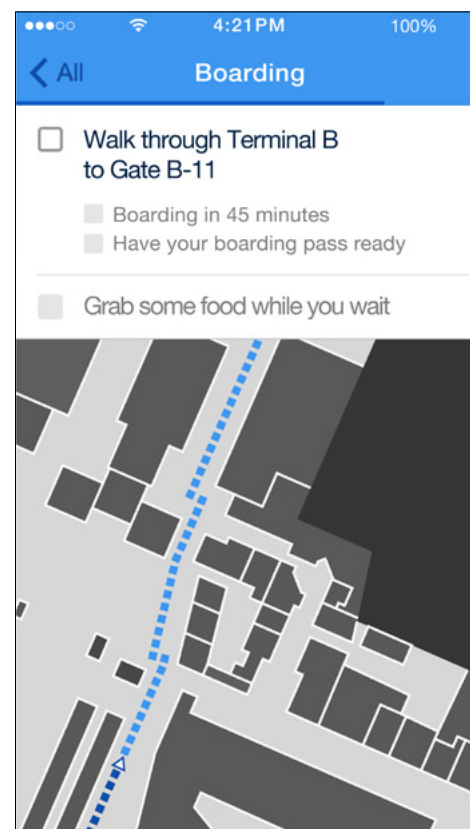 4:21PM
100%
All
Boarding
Walk through Terminal B
to Gate B-11
Boarding in 45 minutes
Have your boarding pass ready
Grab some food while you wait